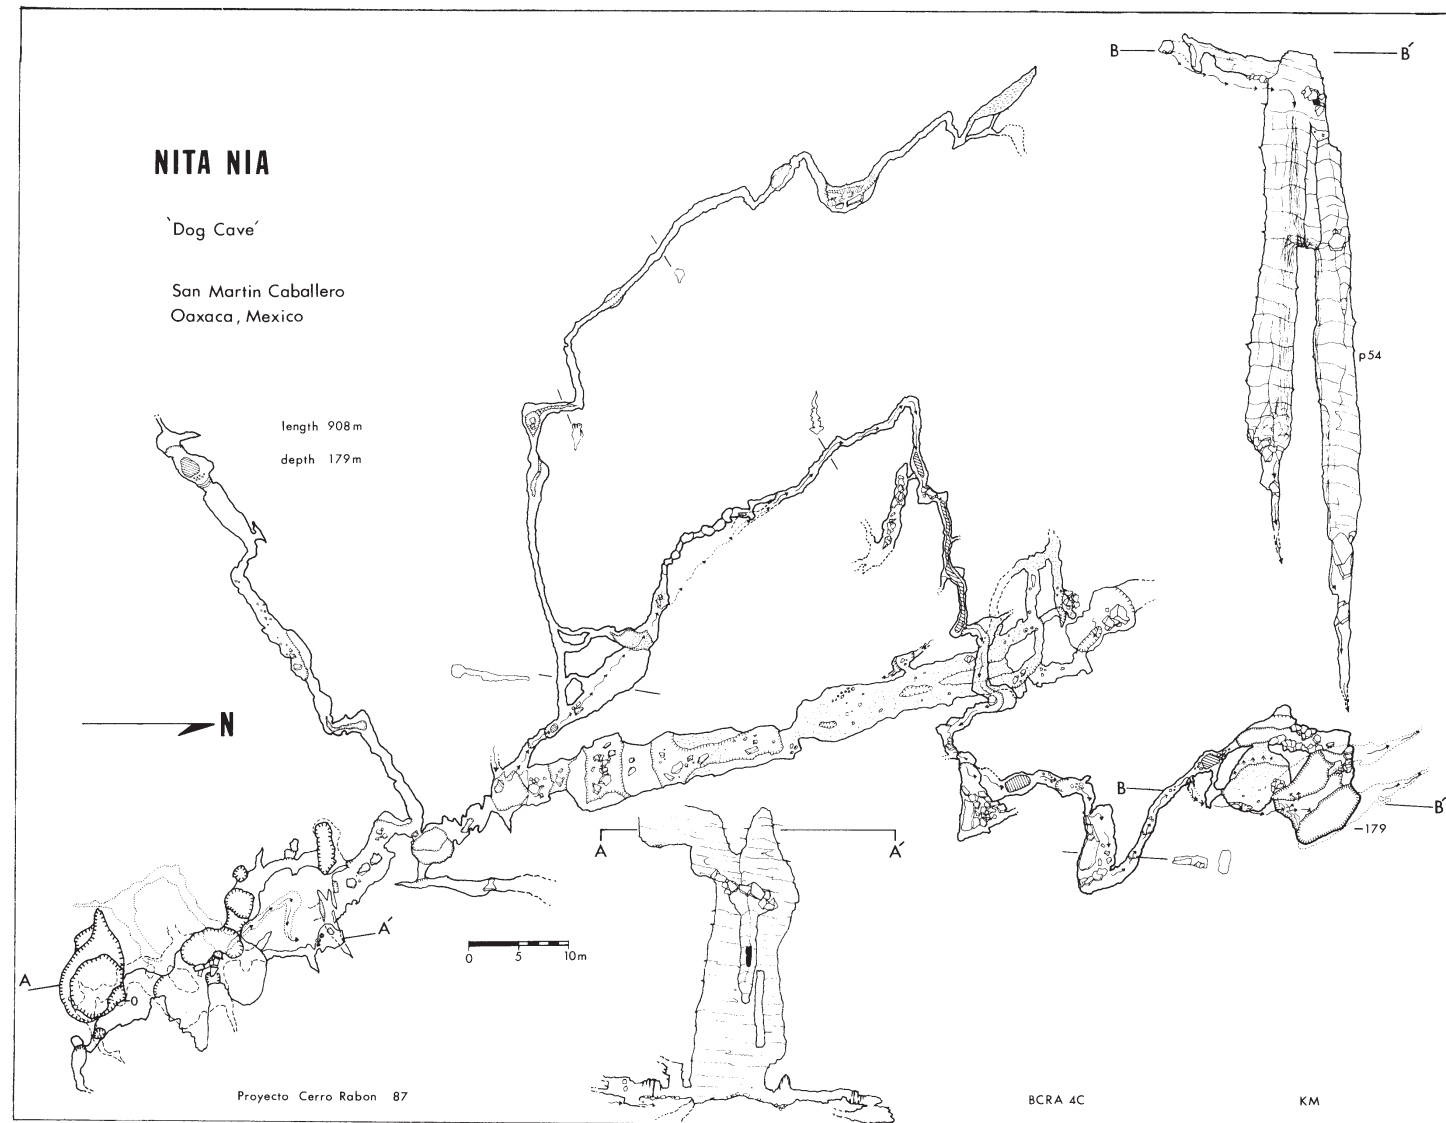 NITA NIA
`Dog Cave´
San Martin Caballero
Oaxaca, Mexico
length 908m
depth 179m
N
B
B´
p54
B
B´
-179
A
A´
A
A´
-0
0 5 10m
Proyecto Cerro Rabon 87
BCRA 4C
KM